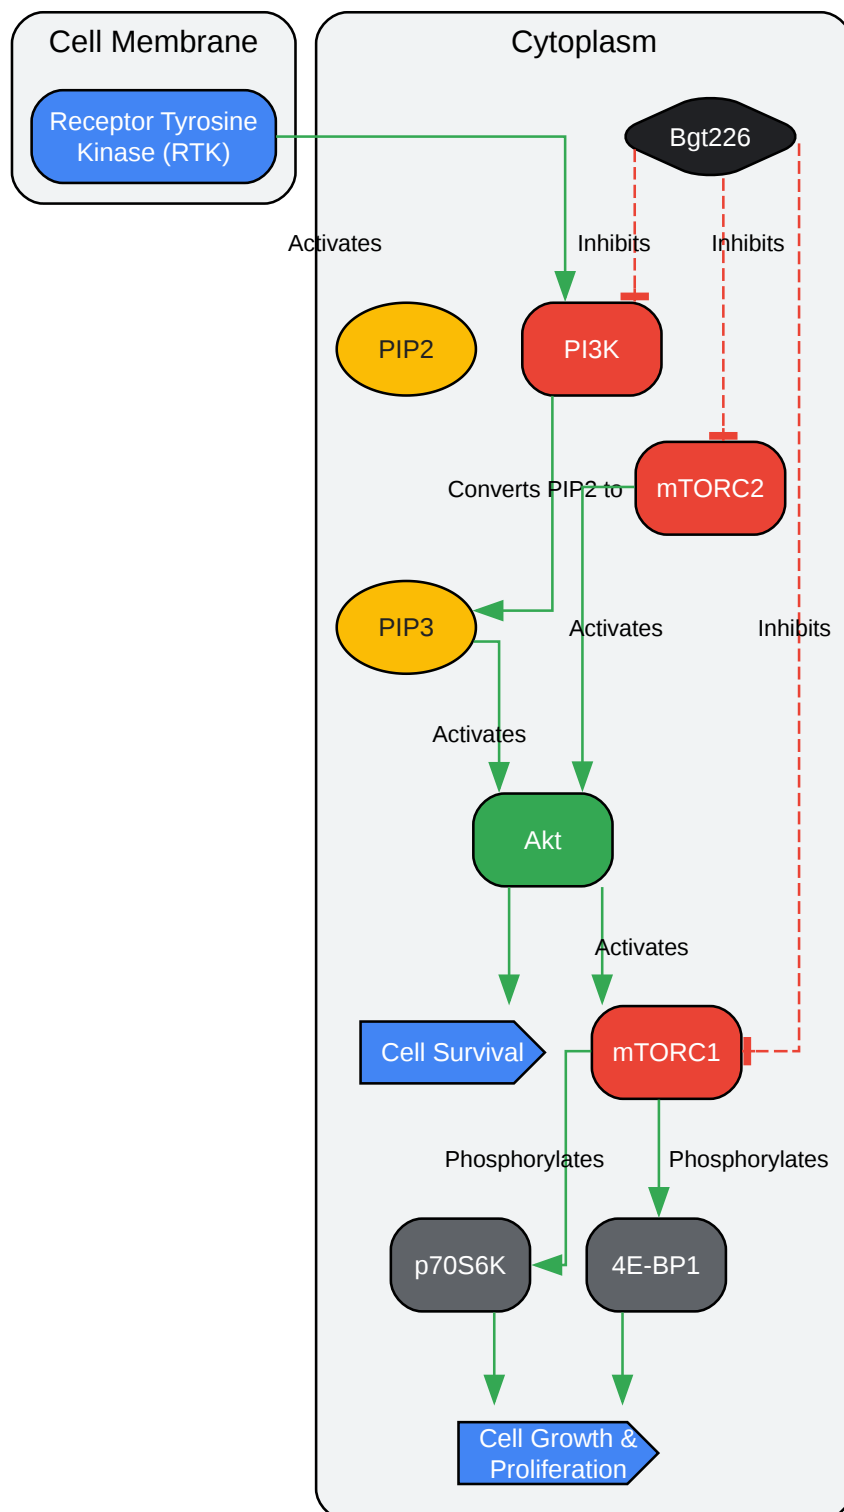 Cell Membrane
Cytoplasm
Receptor Tyrosine
Kinase (RTK)
Bgt226
Activates
Inhibits
Inhibits
PIP2
PI3K
Converts PIP2 to
mTORC2
PIP3
Activates
Inhibits
Activates
Akt
Activates
Cell Survival
mTORC1
Phosphorylates
Phosphorylates
p70S6K
4E-BP1
Cell Growth &
Proliferation